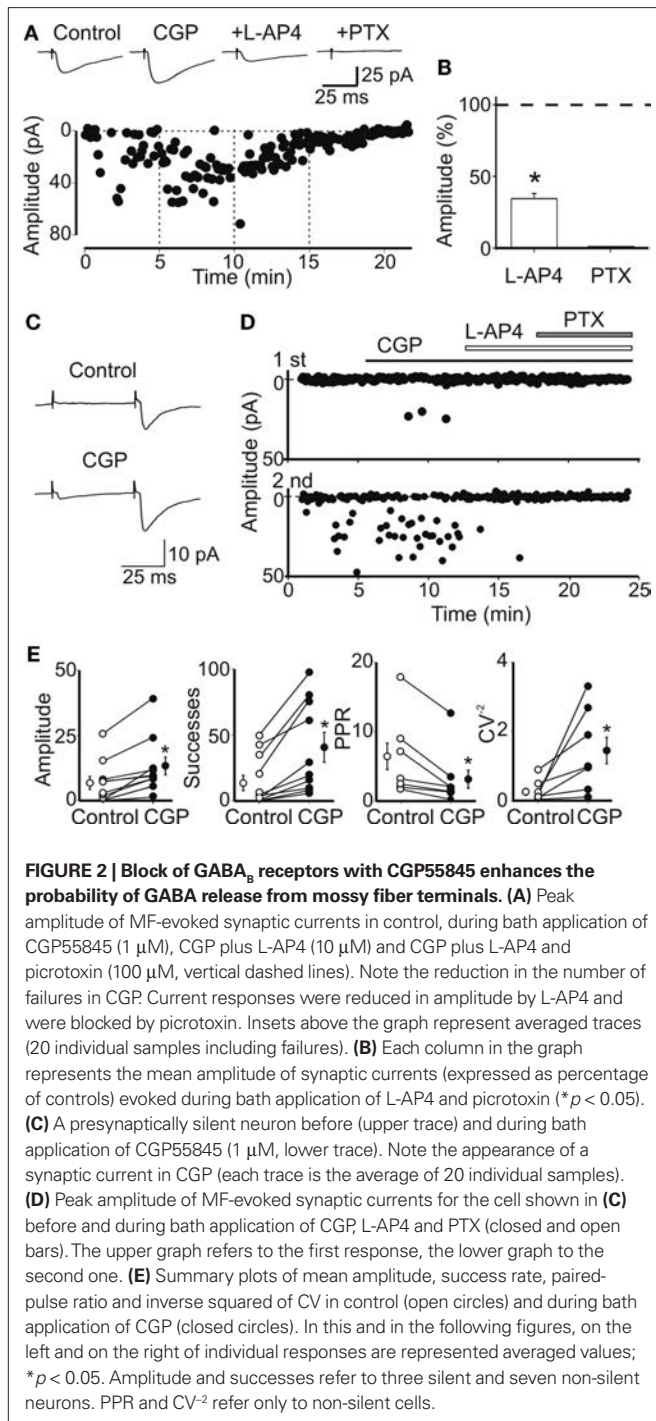 A
Control CGP +L-AP4 +PTX
25 pA
25 ms
Amplitude (pA)
0
40
80
0 5 10 15 20
Time (min)
B
Amplitude (%)
100
50
0
*
L-AP4 PTX
C
Control
CGP
10 pA
25 ms
D
PTX
L-AP4
CGP
1 st
0
50
2 nd
0
50
Amplitude (pA)
0 5 10 15 20 25
Time (min)
E
Amplitude
50
25
0
*
Control CGP
Successes
100
50
0
*
Control CGP
PPR
20
10
0
*
Control CGP
CV⁻²
4
2
0
*
Control CGP
FIGURE 2 | Block of GABA_B receptors with CGP55845 enhances the
probability of GABA release from mossy fiber terminals. (A) Peak
amplitude of MF-evoked synaptic currents in control, during bath application of
CGP55845 (1 μM), CGP plus L-AP4 (10 μM) and CGP plus L-AP4 and
picrotoxin (100 μM, vertical dashed lines). Note the reduction in the number of
failures in CGP. Current responses were reduced in amplitude by L-AP4 and
were blocked by picrotoxin. Insets above the graph represent averaged traces
(20 individual samples including failures). (B) Each column in the graph
represents the mean amplitude of synaptic currents (expressed as percentage
of controls) evoked during bath application of L-AP4 and picrotoxin (*p < 0.05).
(C) A presynaptically silent neuron before (upper trace) and during bath
application of CGP55845 (1 μM, lower trace). Note the appearance of a
synaptic current in CGP (each trace is the average of 20 individual samples).
(D) Peak amplitude of MF-evoked synaptic currents for the cell shown in (C)
before and during bath application of CGP, L-AP4 and PTX (closed and open
bars). The upper graph refers to the first response, the lower graph to the
second one. (E) Summary plots of mean amplitude, success rate, paired-
pulse ratio and inverse squared of CV in control (open circles) and during bath
application of CGP (closed circles). In this and in the following figures, on the
left and on the right of individual responses are represented averaged values;
*p < 0.05. Amplitude and successes refer to three silent and seven non-silent
neurons. PPR and CV⁻² refer only to non-silent cells.